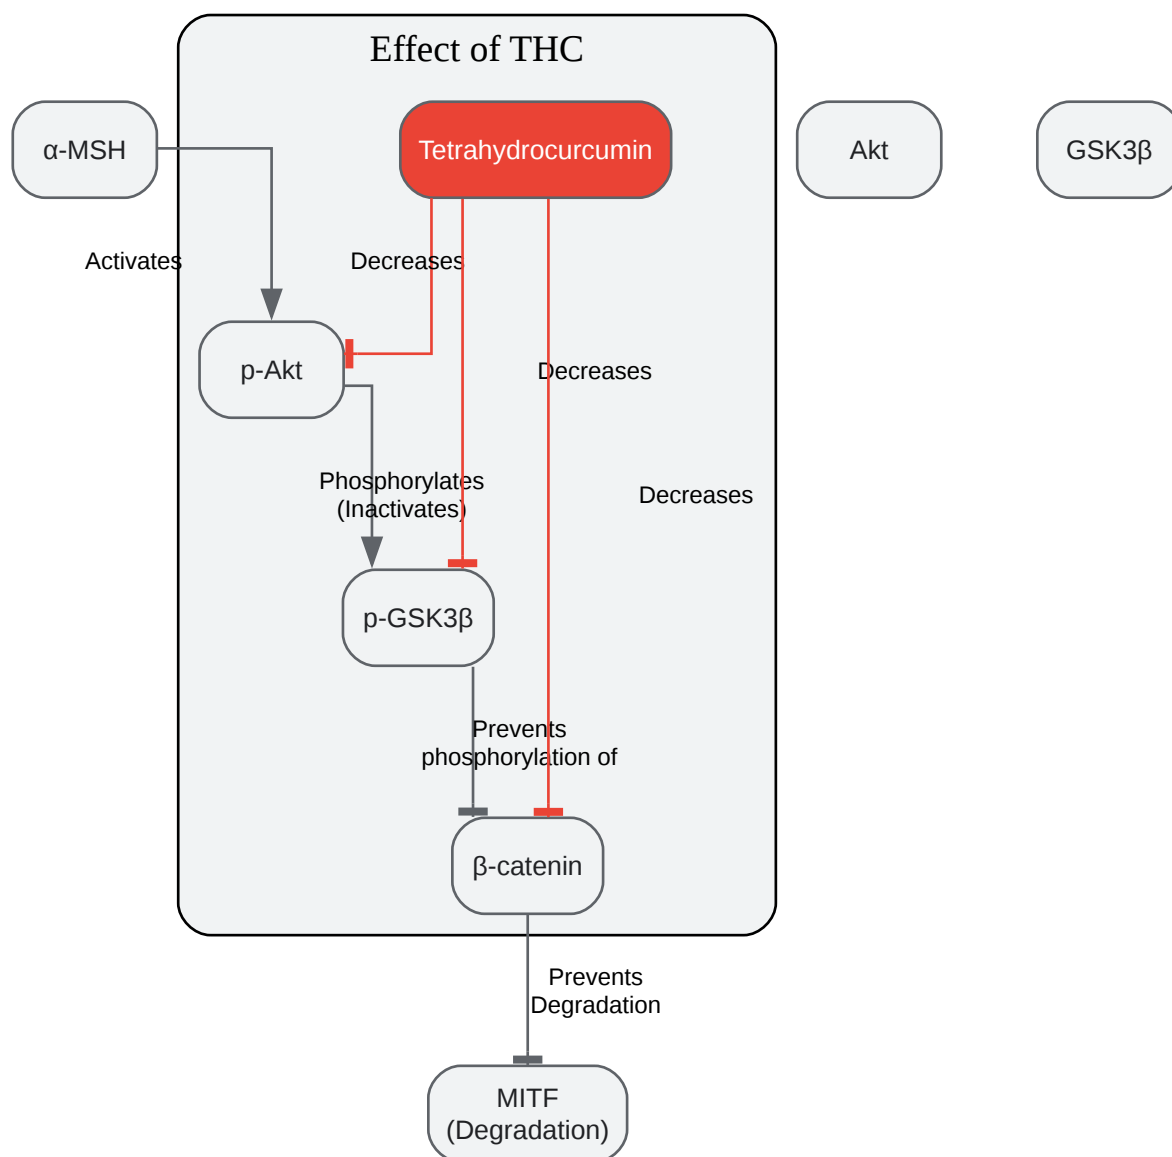 Effect of THC
α-MSH
Tetrahydrocurcumin
Akt
GSK3β
Activates
Decreases
p-Akt
Decreases
Phosphorylates
(Inactivates)
Decreases
p-GSK3β
Prevents
phosphorylation of
β-catenin
Prevents
Degradation
MITF
(Degradation)